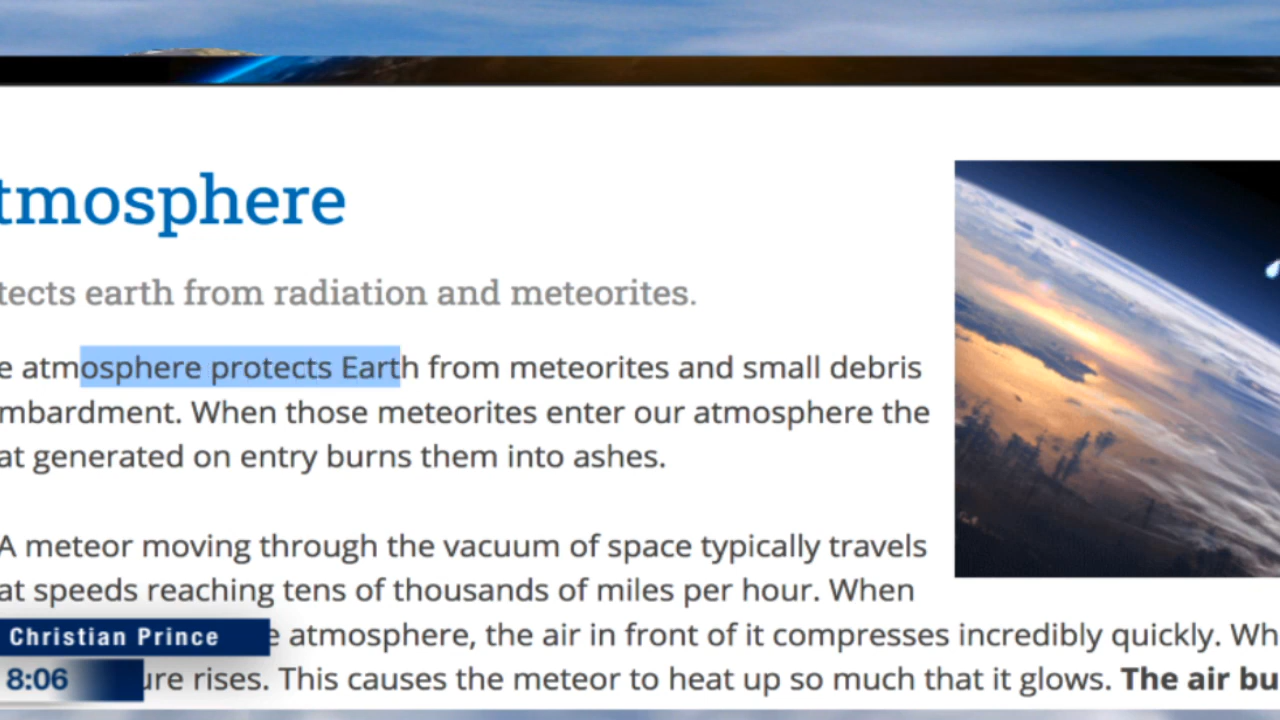 tmosphere
tects earth from radiation and meteorites.
e atmosphere protects Earth from meteorites and small debris
mbardment. When those meteorites enter our atmosphere the
at generated on entry burns them into ashes.
A meteor moving through the vacuum of space typically travels
at speeds reaching tens of thousands of miles per hour. When
e atmosphere, the air in front of it compresses incredibly quickly. Wh
ure rises. This causes the meteor to heat up so much that it glows. The air bu
Christian Prince
8:06